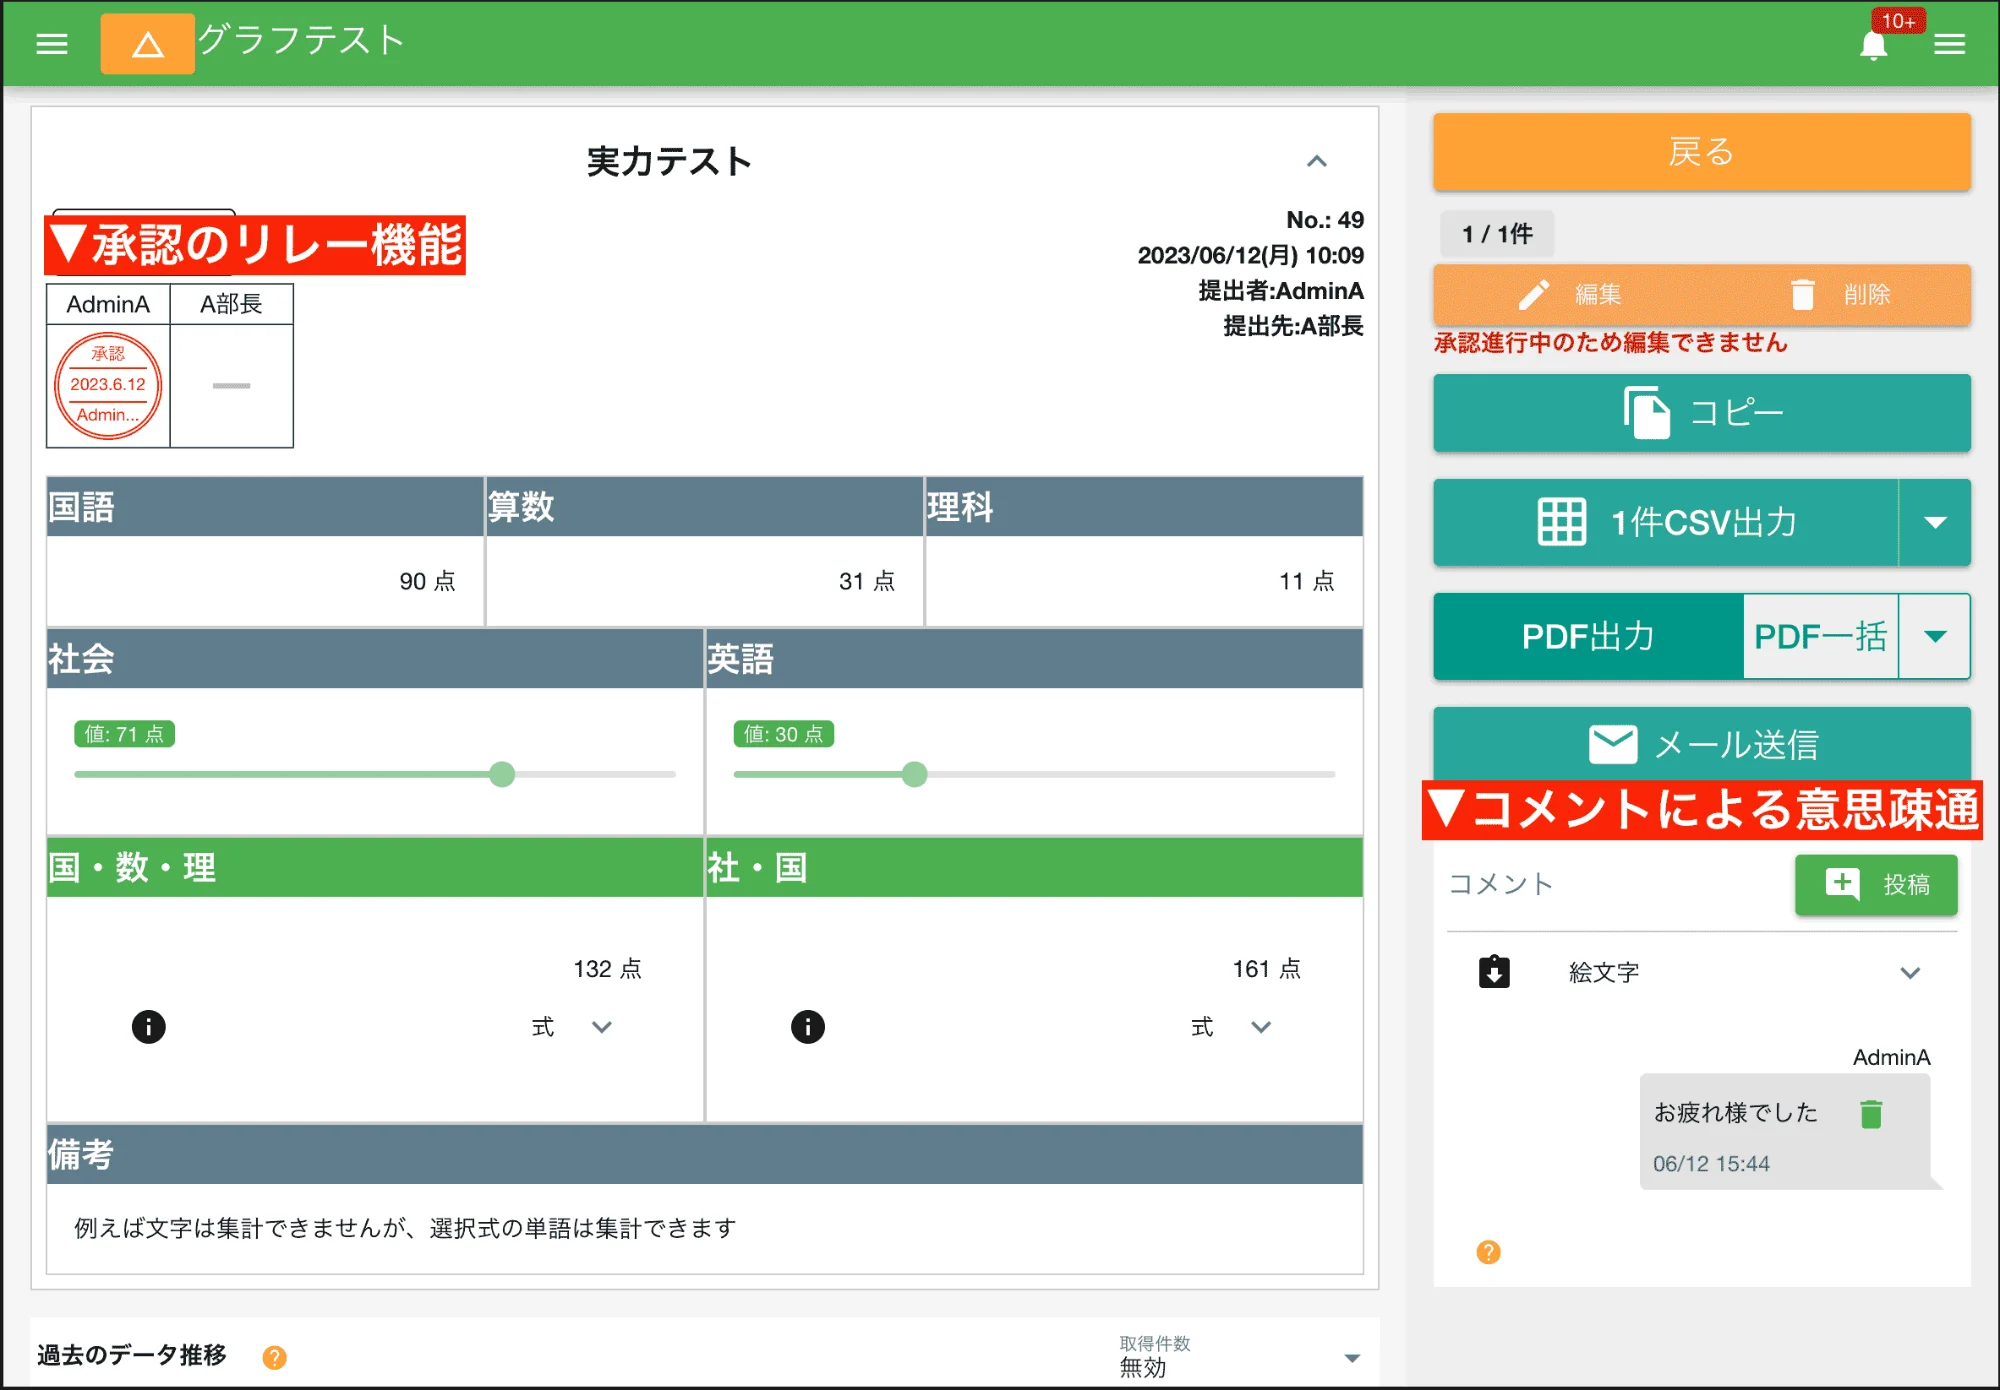 グラフテスト
10+
実力テスト
▼承認のリレー機能
No.: 49
2023/06/12(月) 10:09
提出者:AdminA
提出先:A部長
AdminA A部長
承認
2023.6.12
Admin...
国語 算数 理科
90 点 31 点 11 点
社会 英語
値: 71 点 値: 30 点
国・数・理 社・国
132 点 161 点
式 式
備考
例えば文字は集計できませんが、選択式の単語は集計できます
過去のデータ推移
取得件数
無効
戻る
1 / 1件
編集 削除
承認進行中のため編集できません
コピー
1件CSV出力
PDF出力 PDF一括
メール送信
▼コメントによる意思疎通
コメント 投稿
絵文字
AdminA
お疲れ様でした
06/12 15:44